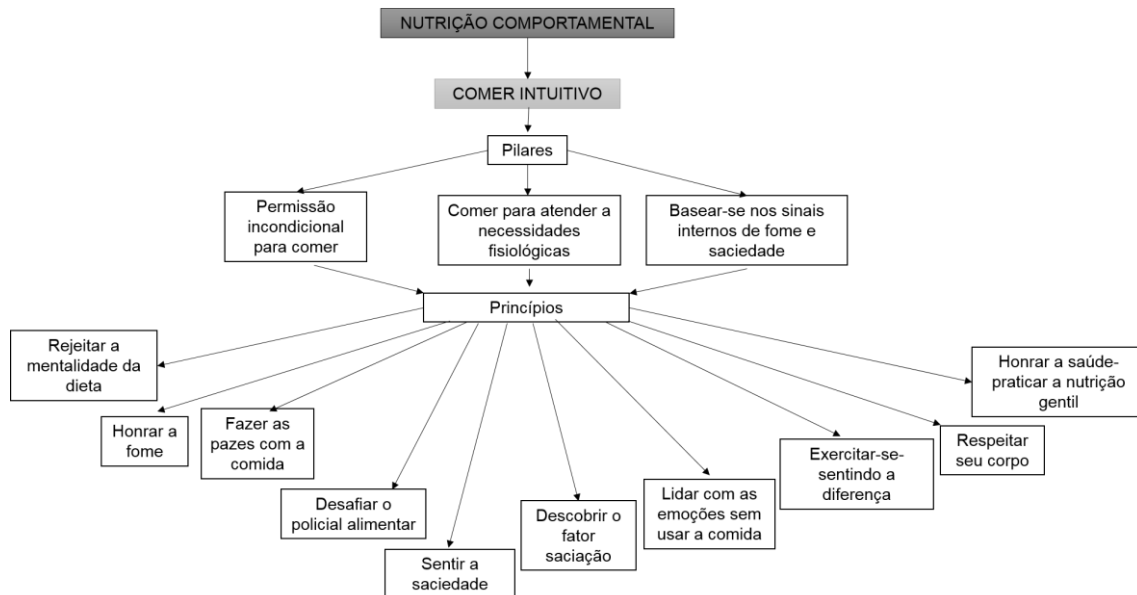 NUTRIÇÃO COMPORTAMENTAL
COMER INTUITIVO
Pilares
Permissão
incondicional
para comer
Comer para atender a
necessidades
fisiológicas
Basear-se nos sinais
internos de fome e
saciedade
Princípios
Rejeitar a
mentalidade da
dieta
Honrar a
fome
Fazer as
pazes com a
comida
Desafiar o
policial alimentar
Sentir a
saciedade
Descobrir o
fator
saciação
Lidar com as
emoções sem
usar a comida
Exercitar-se-
sentindo a
diferença
Respeitar
seu corpo
Honrar a saúde-
praticar a nutrição
gentil